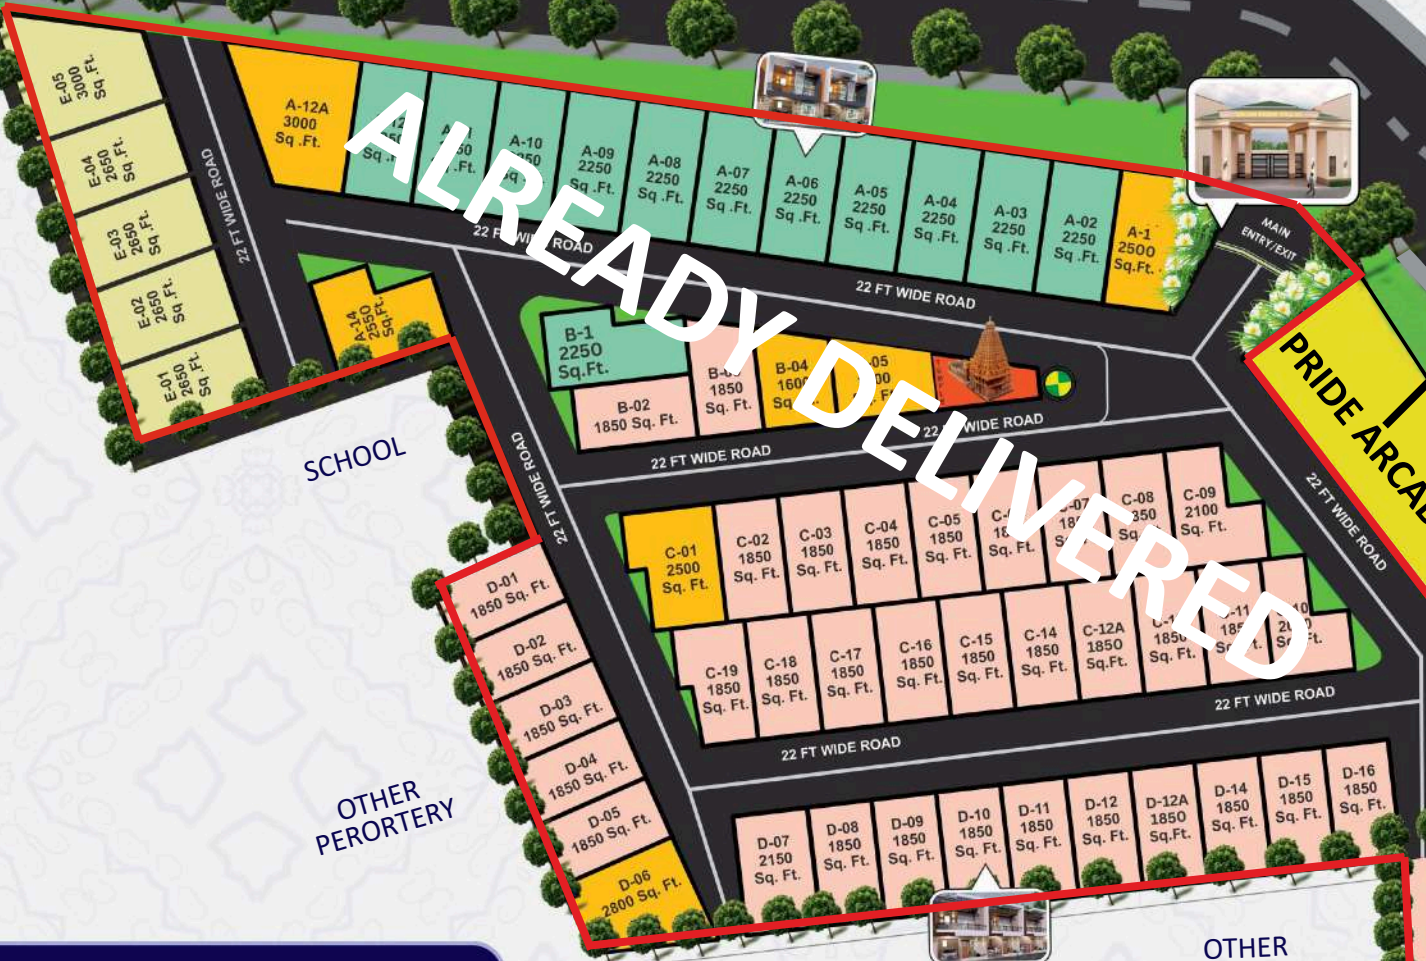 E-05
3000
Sq .Ft.
E-04
2650
Sq .Ft.
E-03
2650
Sq .Ft.
E-02
2650
Sq .Ft.
E-01
2650
Sq .Ft.
22 FT WIDE ROAD
A-12A
3000
Sq .Ft.
A-10
A-09
2250
Sq .Ft.
A-08
2250
Sq .Ft.
A-07
2250
Sq .Ft.
A-06
2250
Sq .Ft.
A-05
2250
Sq .Ft.
A-04
2250
Sq .Ft.
A-03
2250
Sq .Ft.
A-02
2250
Sq .Ft.
A-1
2500
Sq.Ft.
MAIN
ENTRY/EXIT
ALREADY DELIVERED
22 FT WIDE ROAD
22 FT WIDE ROAD
A-14
2550
Sq.Ft.
B-1
2250
Sq.Ft.
B-02
1850 Sq. Ft.
1850
Sq. Ft.
B-04
1600
PRIDE ARCAD
22 FT WIDE ROAD
22 FT WIDE ROAD
22 FT WIDE ROAD
22 FT WIDE ROAD
SCHOOL
C-01
2500
Sq. Ft.
C-02
1850
Sq. Ft.
C-03
1850
Sq. Ft.
C-04
1850
Sq. Ft.
C-05
1850
Sq. Ft.
C-08
C-09
2100
Sq. Ft.
C-19
1850
Sq. Ft.
C-18
1850
Sq. Ft.
C-17
1850
Sq. Ft.
C-16
1850
Sq. Ft.
C-15
1850
Sq. Ft.
C-14
1850
Sq. Ft.
C-12A
1850
Sq.Ft.
22 FT WIDE ROAD
22 FT WIDE ROAD
D-01
1850 Sq. Ft.
D-02
1850 Sq. Ft.
D-03
1850 Sq. Ft.
D-04
1850 Sq. Ft.
D-05
1850 Sq. Ft.
D-06
2800 Sq. Ft.
OTHER
PERORTERY
D-07
2150
Sq. Ft.
D-08
1850
Sq. Ft.
D-09
1850
Sq. Ft.
D-10
1850
Sq. Ft.
D-11
1850
Sq. Ft.
D-12
1850
Sq. Ft.
D-12A
1850
Sq.Ft.
D-14
1850
Sq. Ft.
D-15
1850
Sq. Ft.
D-16
1850
Sq. Ft.
OTHER